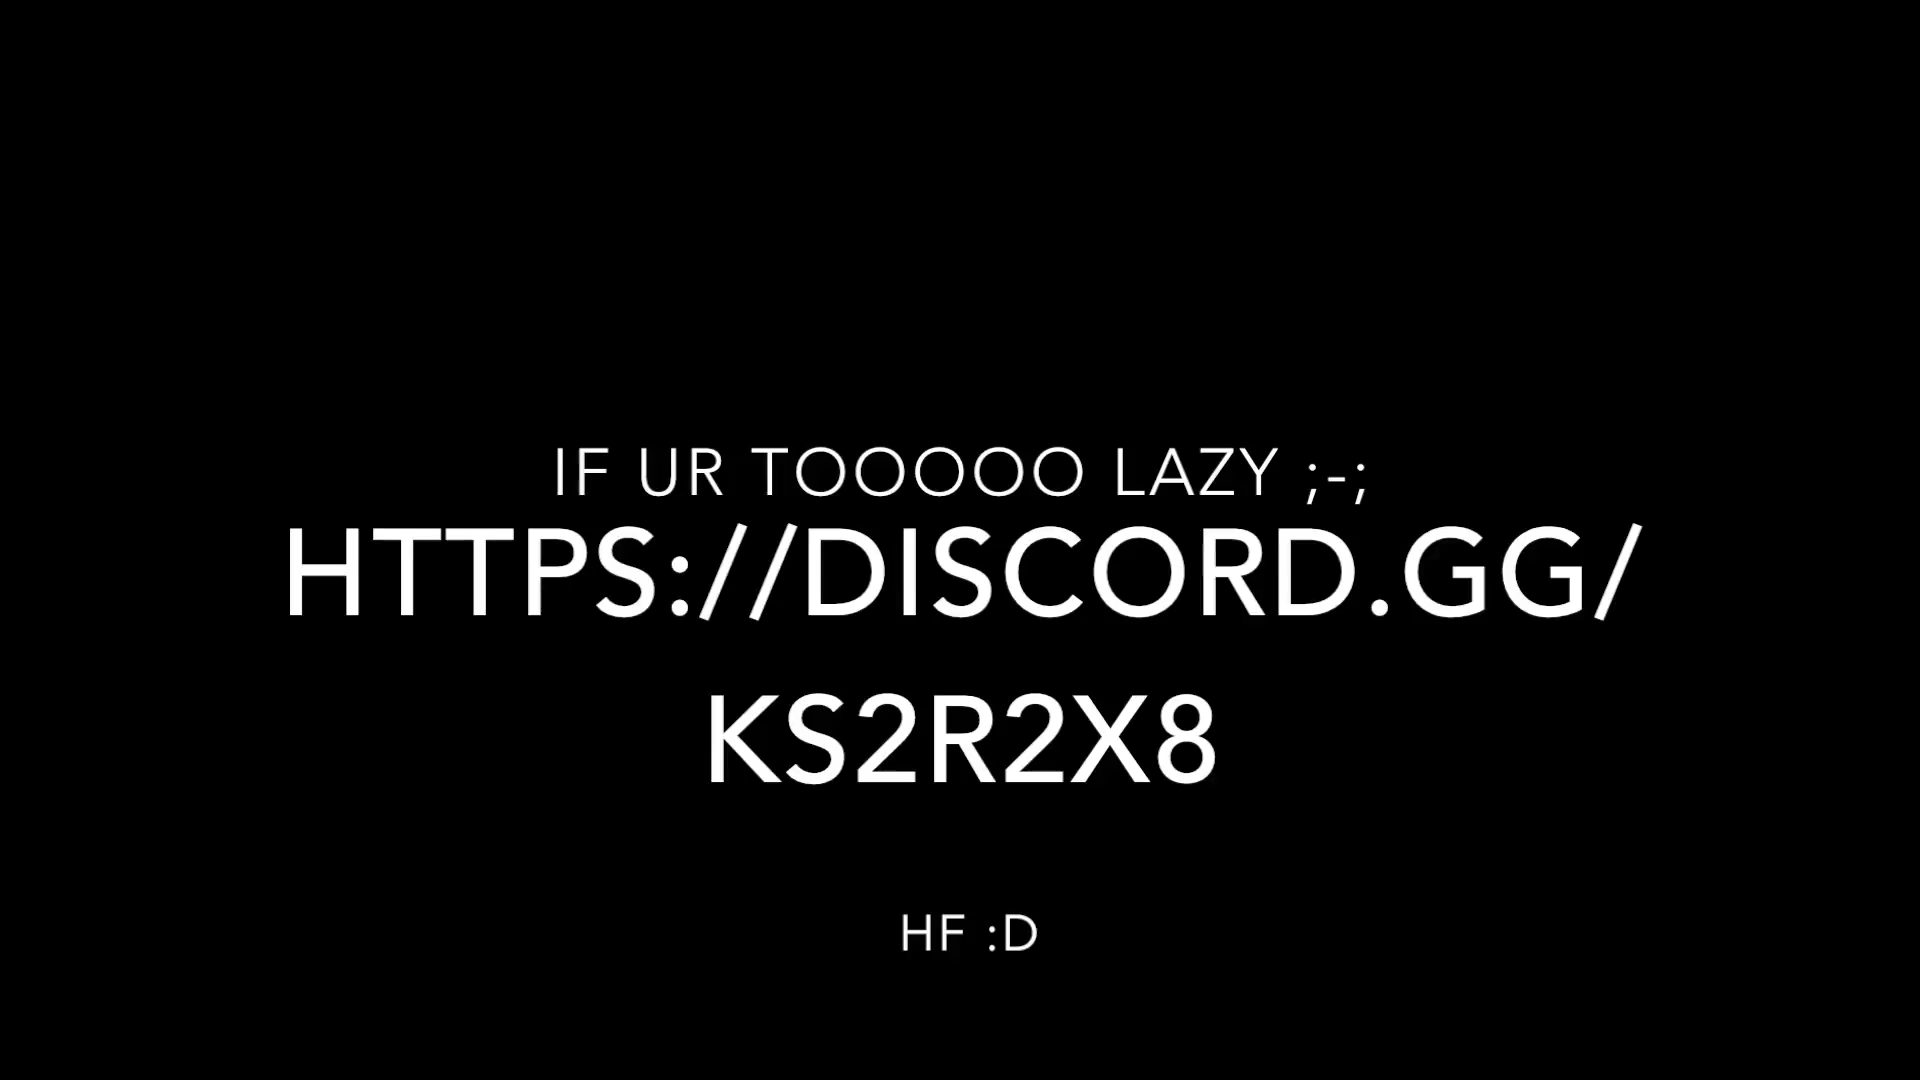 IF UR TOOOOO LAZY ;-;
HTTPS://DISCORD.GG/
KS2R2X8
HF :D